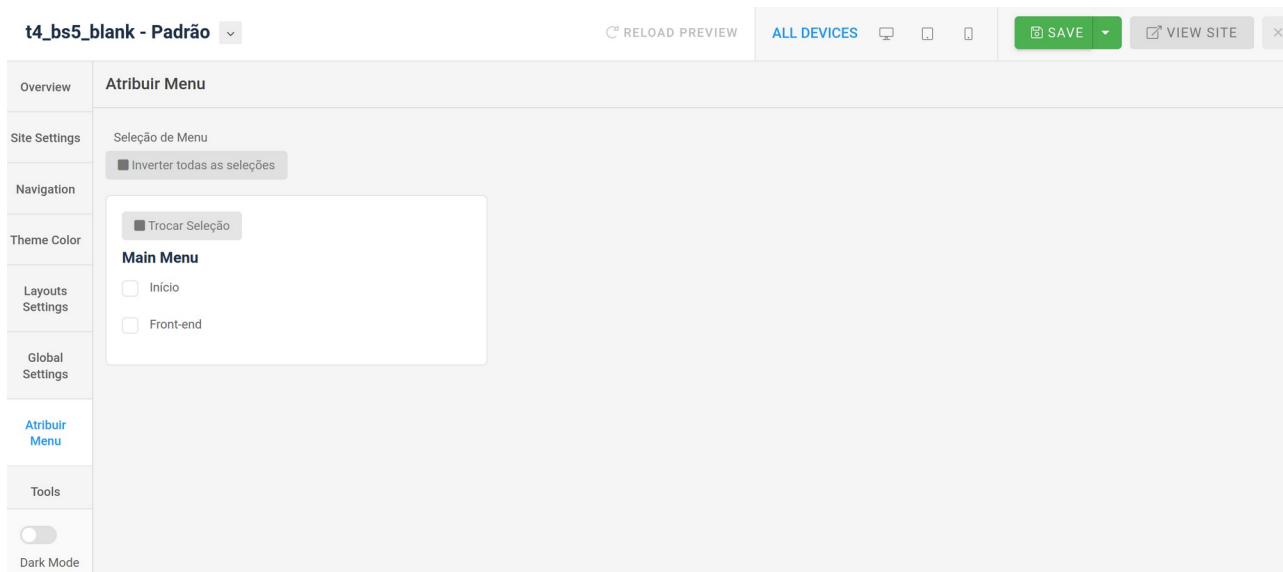 t4_bs5_blank - Padrão
RELOAD PREVIEW
ALL DEVICES
SAVE
VIEW SITE
Overview
Site Settings
Navigation
Theme Color
Layouts
Settings
Global
Settings
Atribuir
Menu
Tools
Dark Mode
Atribuir Menu
Seleção de Menu
Inverter todas as seleções
Trocar Seleção
Main Menu
Início
Front-end